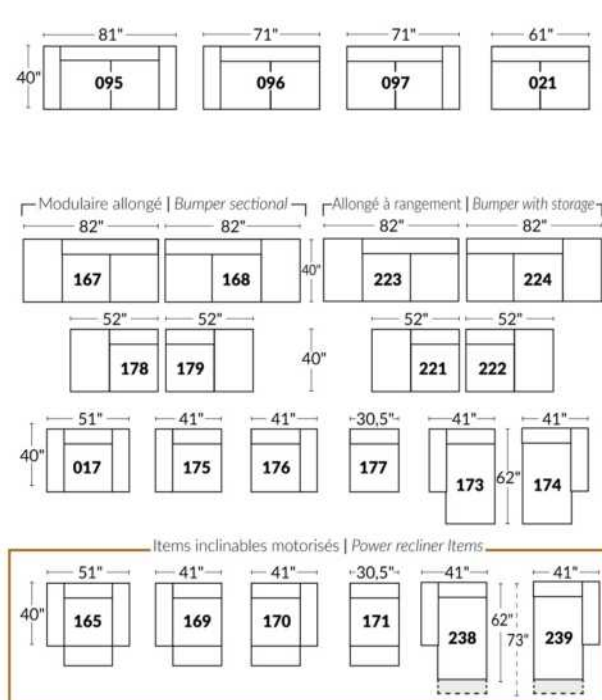 81" 71" 71" 61"
40" 095 096 097 021
Modulaire allongé | Bumper sectional Allongé à rangement | Bumper with storage
82" 82" 82" 82"
167 168 40" 223 224
52" 52" 52" 52"
178 179 40" 221 222
51" 41" 41" 30,5" 41" 41"
40" 017 175 176 177 173 62" 174
Items inclinables motorisés | Power recliner Items
51" 41" 41" 30,5" 41" 41"
40" 165 169 170 171 238 62" 73" 239